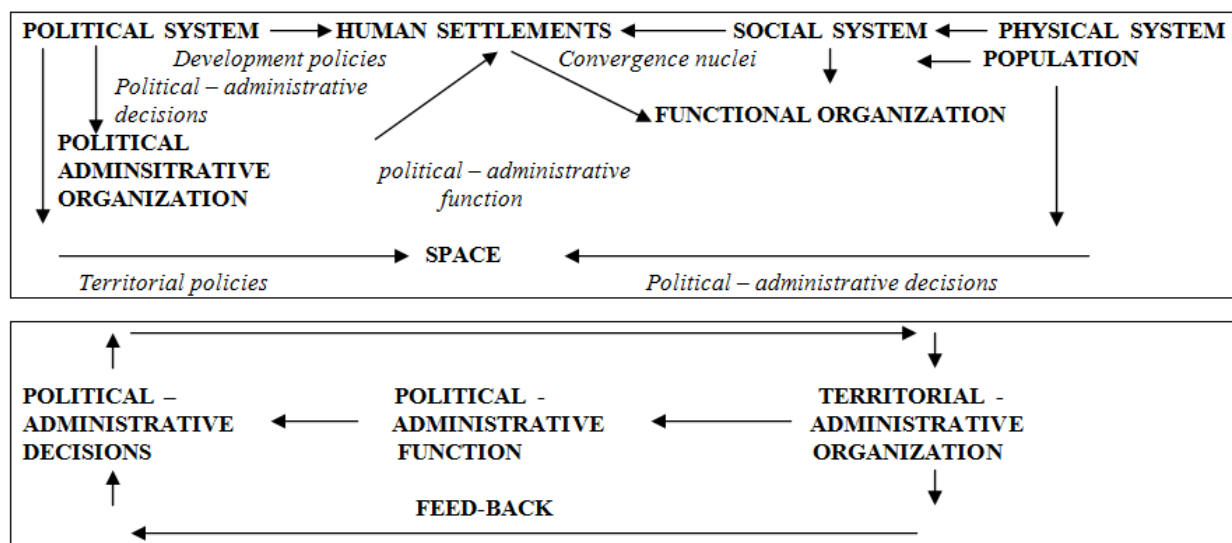 POLITICAL SYSTEM HUMAN SETTLEMENTS SOCIAL SYSTEM PHYSICAL SYSTEM
Development policies Convergence nuclei POPULATION
Political – administrative
decisions
FUNCTIONAL ORGANIZATION
POLITICAL
ADMINSITRATIVE
ORGANIZATION
political – administrative
function
SPACE
Territorial policies Political – administrative decisions
POLITICAL – POLITICAL - TERRITORIAL -
ADMINISTRATIVE ADMINISTRATIVE ADMINISTRATIVE
DECISIONS FUNCTION ORGANIZATION
FEED-BACK